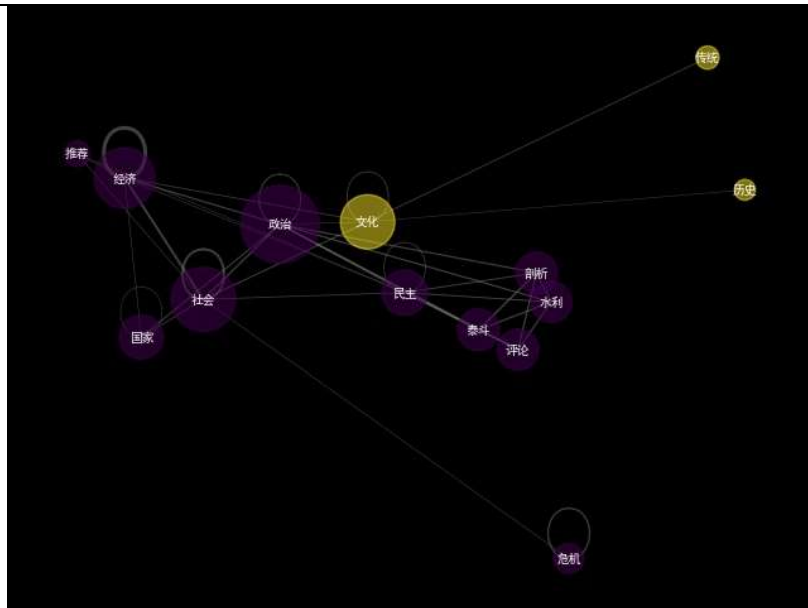 传统
推荐
经济
历史
政治
文化
剖析
民主
社会
水利
泰斗
国家
评论
危机